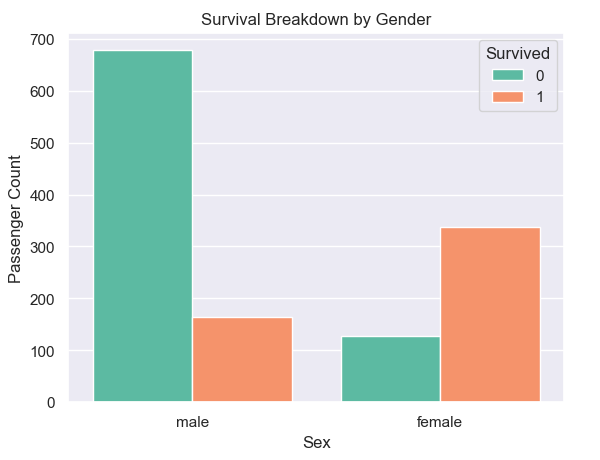 Survival Breakdown by Gender
Survived
0
1
700
600
500
400
300
200
100
0
Passenger Count
male
female
Sex